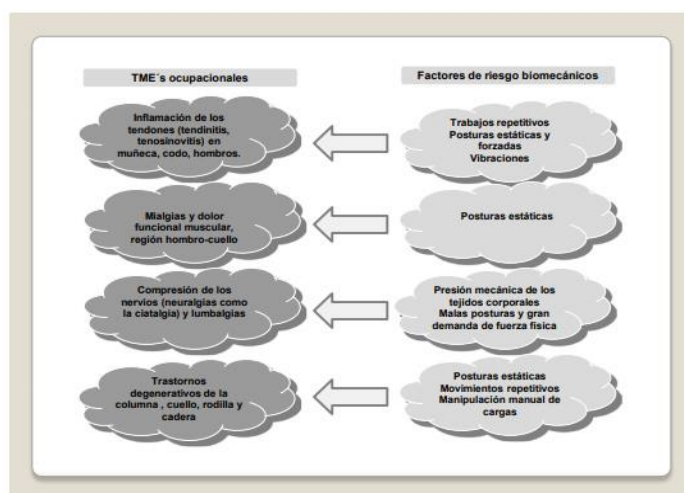 TME´s ocupacionales
Factores de riesgo biomecánicos
Inflamación de los
tendones (tendinitis,
tenosinovitis) en
muñeca, codo, hombros.
Trabajos repetitivos
Posturas estáticas y
forzadas
Vibraciones
Mialgias y dolor
funcional muscular,
región hombro-cuello
Posturas estáticas
Compresión de los
nervios (neuralgias como
la ciatalgia) y lumbalgias
Presión mecánica de los
tejidos corporales
Malas posturas y gran
demanda de fuerza física
Trastornos
degenerativos de la
columna , cuello, rodilla y
cadera
Posturas estáticas
Movimientos repetitivos
Manipulación manual de
cargas